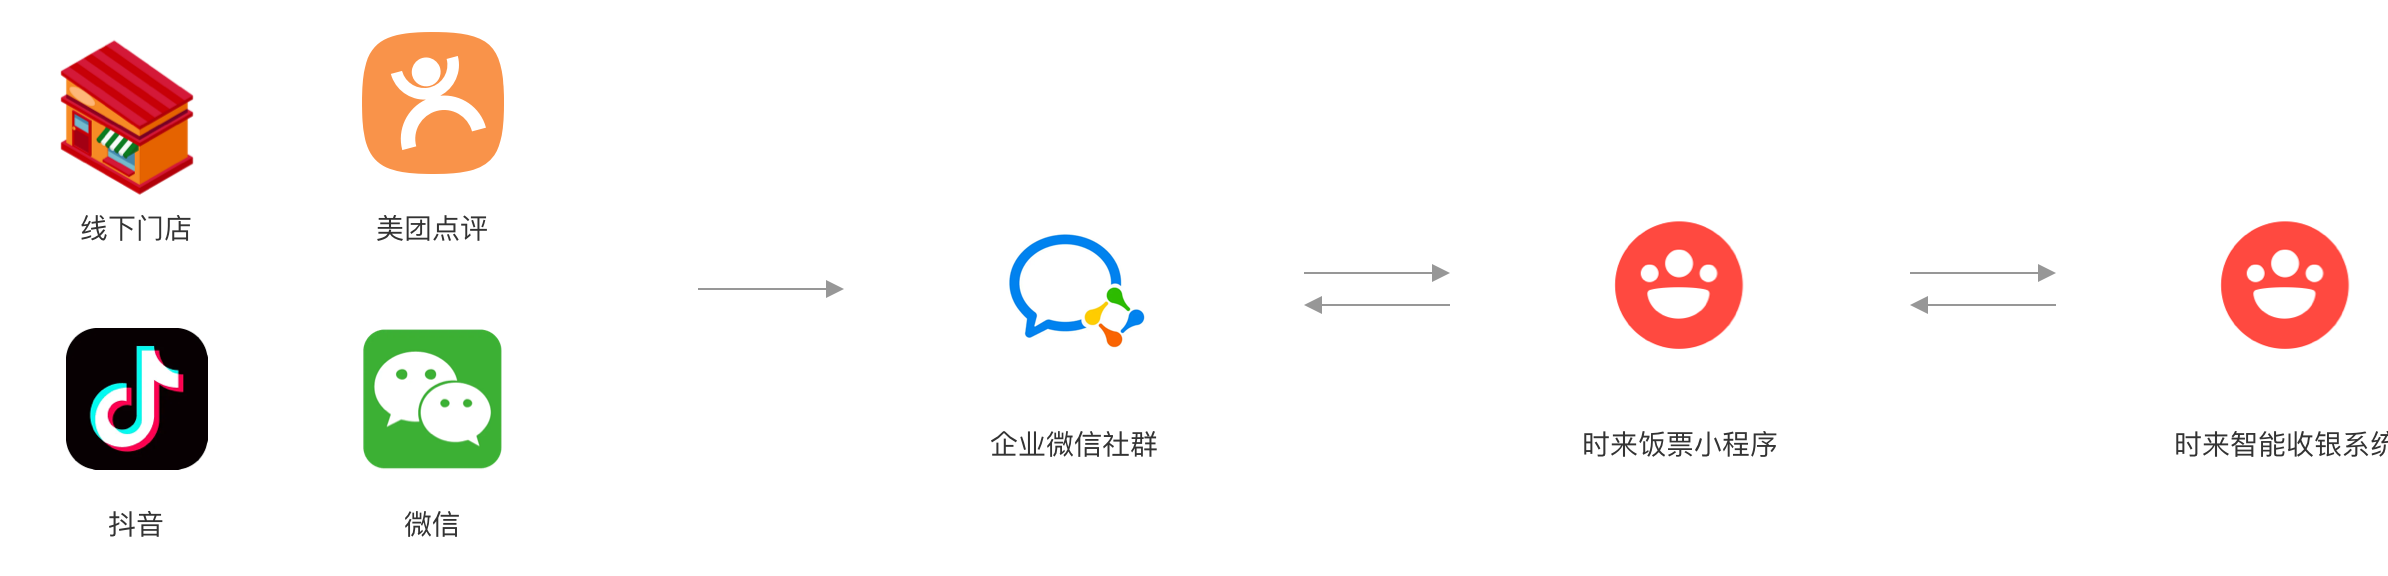 线下门店
美团点评
抖音
微信
企业微信社群
时来饭票小程序
时来智能收银系统